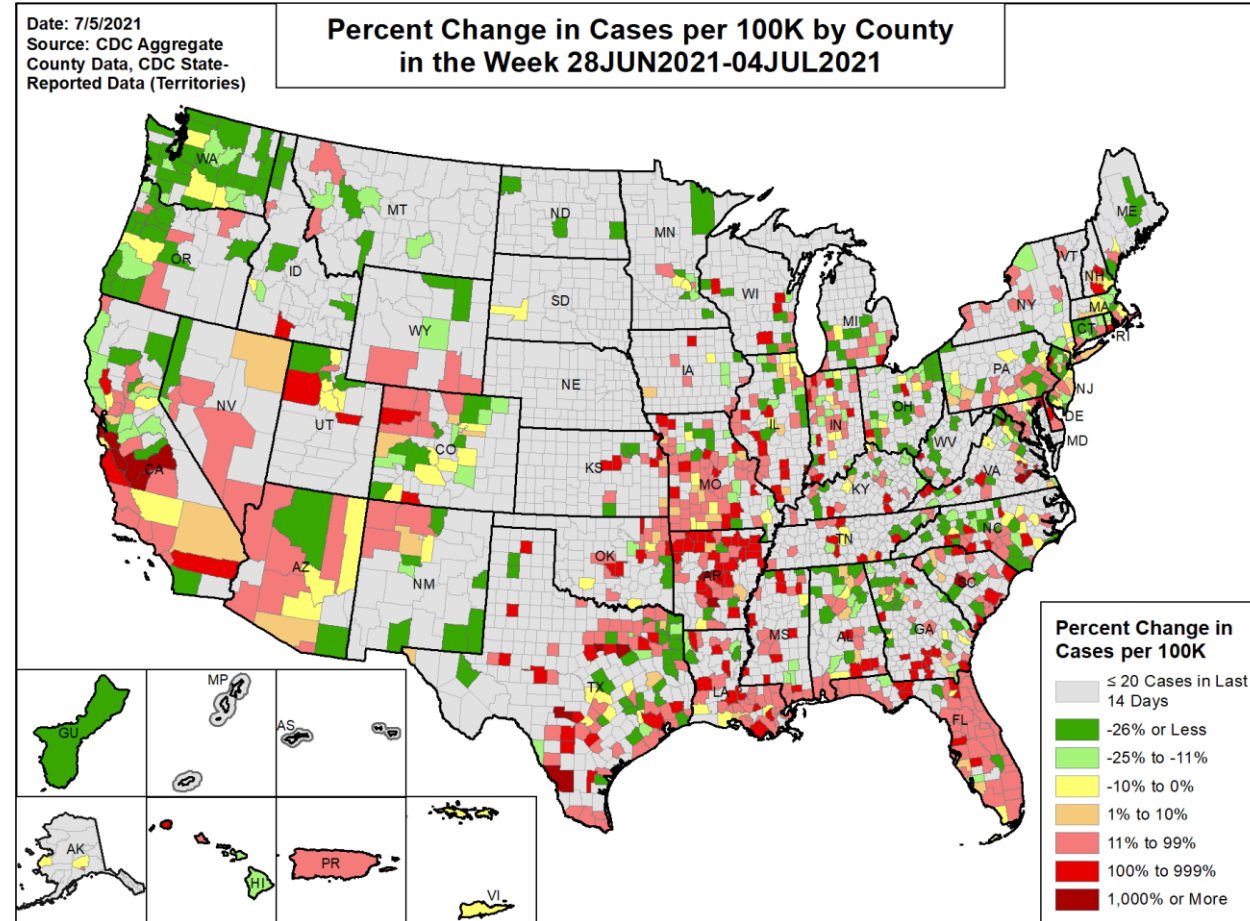 Date: 7/5/2021
Source: CDC Aggregate
County Data, CDC State-
Reported Data (Territories)
Percent Change in Cases per 100K by County
in the Week 28JUN2021-04JUL2021
WA
MT
ND
MN
ME
OR
ID
SD
WI
MI
VT
NH
NY
MA
CT
RI
WY
NE
IA
PA
NJ
NV
UT
CO
KS
MO
IL
IN
OH
WV
DE
MD
VA
KY
CA
AZ
NM
OK
AR
TN
NC
SC
MS
AL
GA
TX
LA
FL
GU
MP
AS
AK
HI
PR
VI
Percent Change in
Cases per 100K
≤ 20 Cases in Last
14 Days
-26% or Less
-25% to -11%
-10% to 0%
1% to 10%
11% to 99%
100% to 999%
1,000% or More